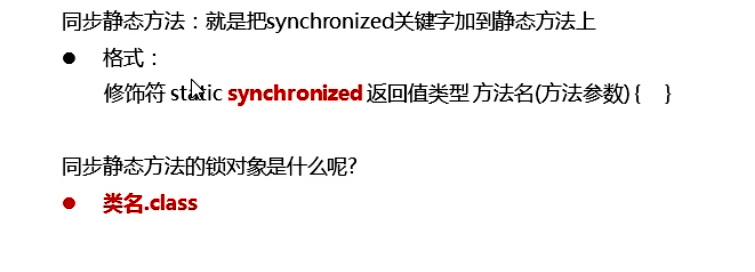 同步静态方法：就是把synchronized关键字加到静态方法上
● 格式：
修饰符 static synchronized 返回值类型 方法名(方法参数) { }
同步静态方法的锁对象是什么呢?
● 类名.class